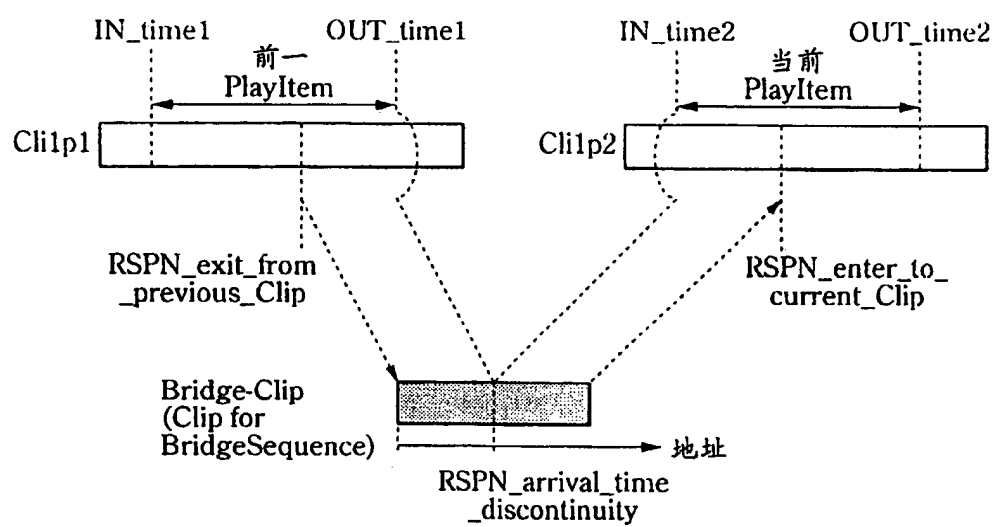 IN_time1
OUT_time1
IN_time2
OUT_time2
前一
PlayItem
当前
PlayItem
Cli1p1
Cli1p2
RSPN_exit_from
_previous_Clip
RSPN_enter_to_
current_Clip
Bridge-Clip
(Clip for
BridgeSequence)
地址
RSPN_arrival_time
_discontinuity